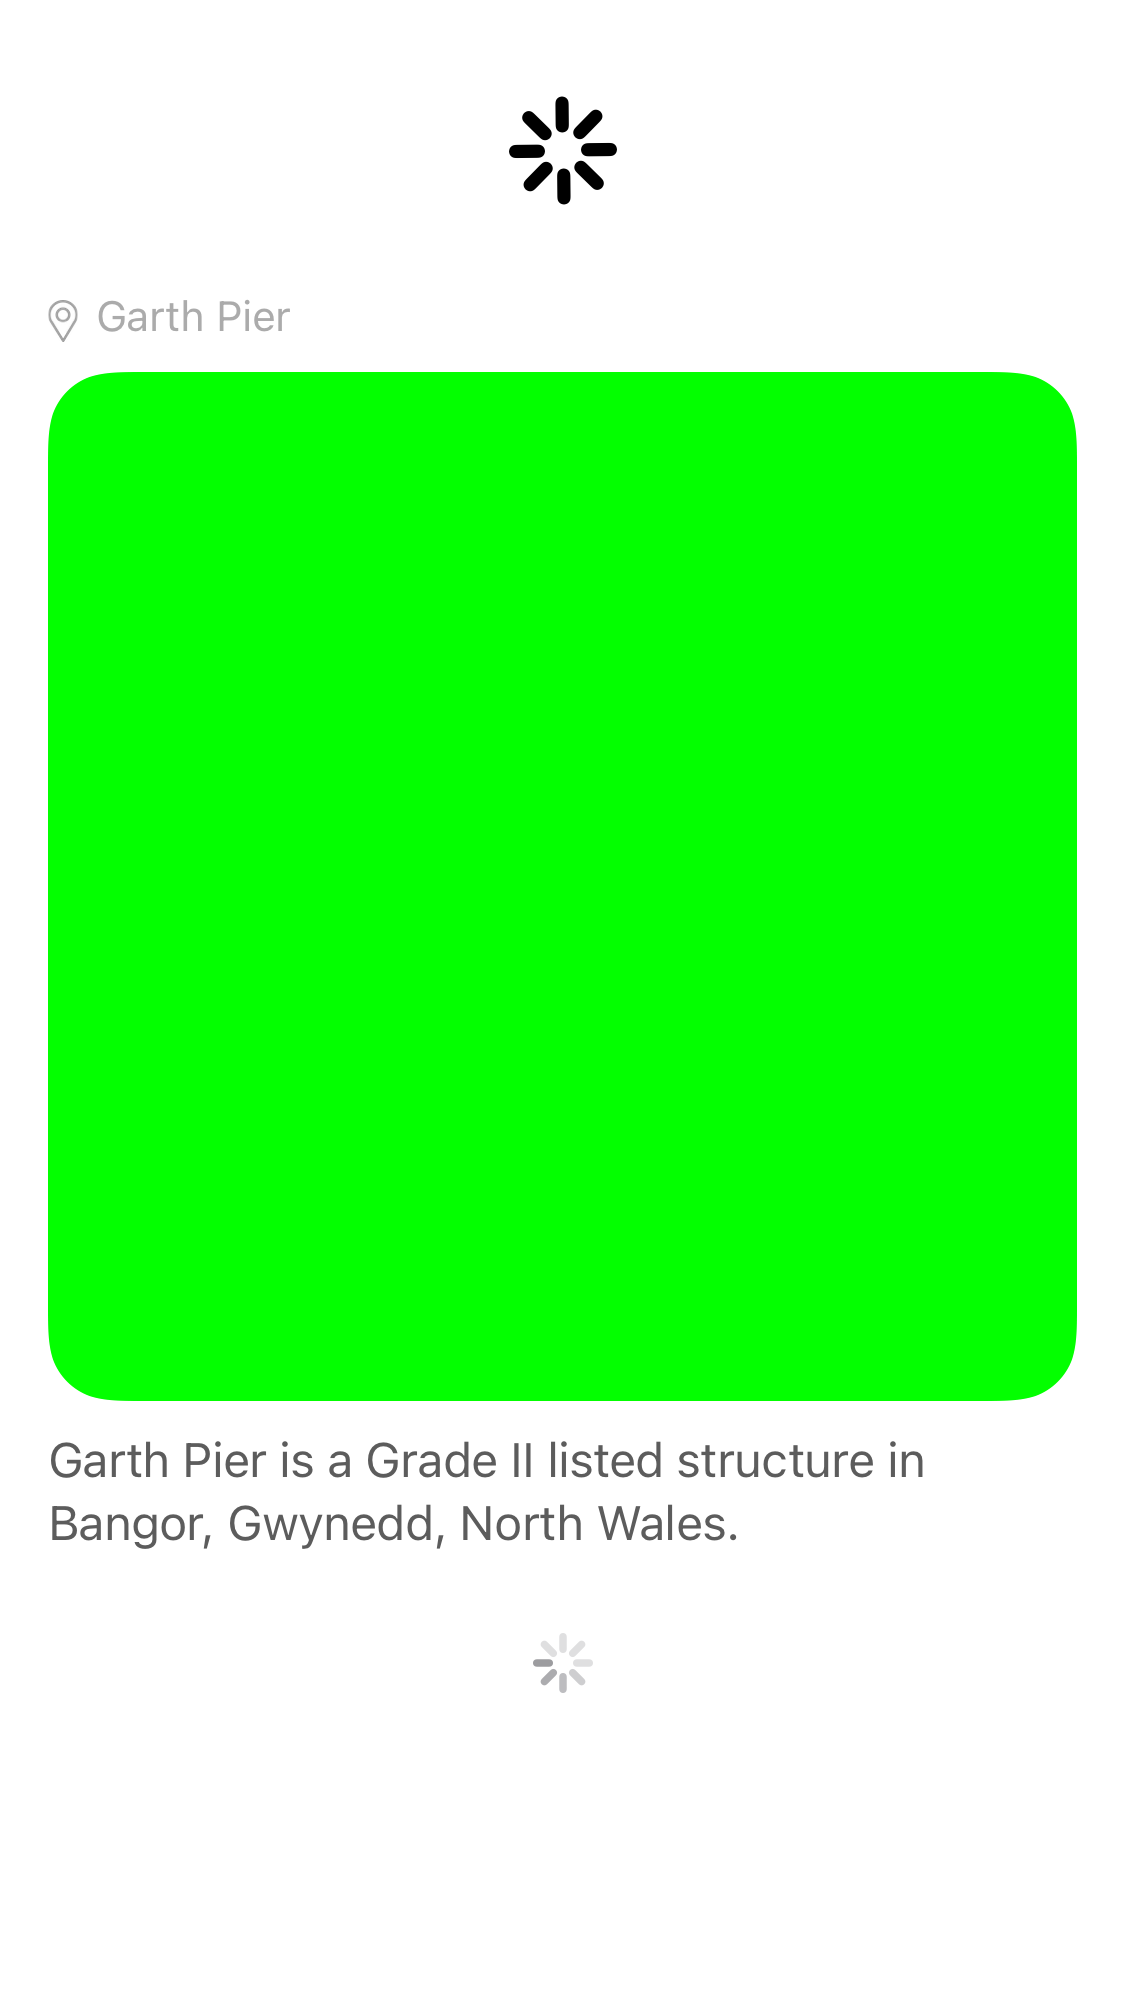 Garth Pier
Garth Pier is a Grade II listed structure in
Bangor, Gwynedd, North Wales.